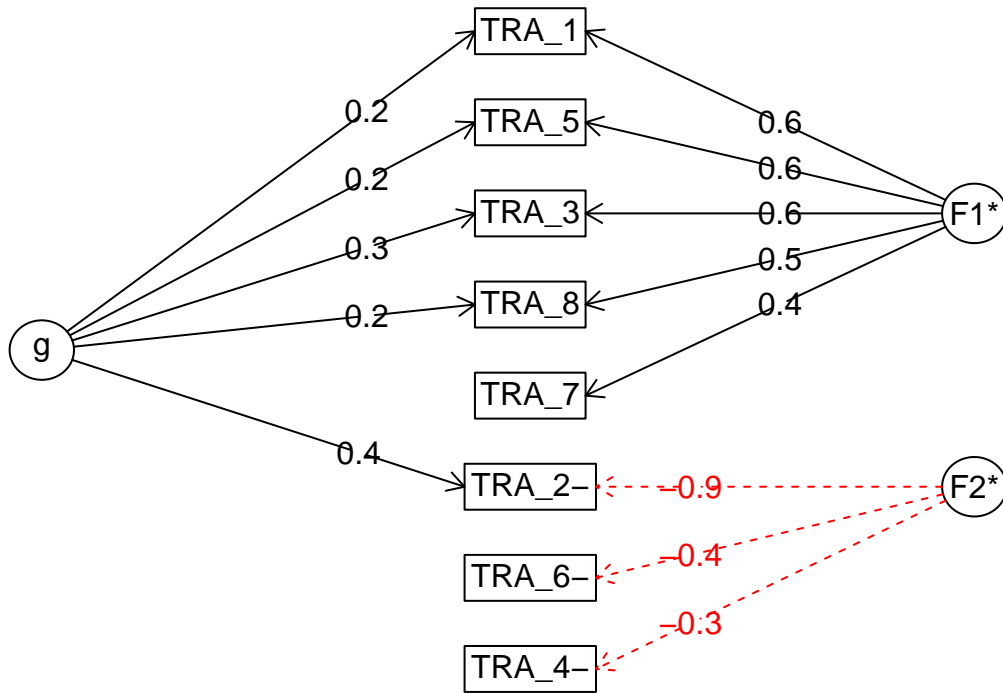 TRA_1
0.2
0.6
TRA_5
0.2
0.6
TRA_3
0.3
0.6
F1*
TRA_8
0.2
0.5
0.4
g
TRA_7
0.4
TRA_2–
–0.9
F2*
TRA_6–
–0.4
TRA_4–
–0.3